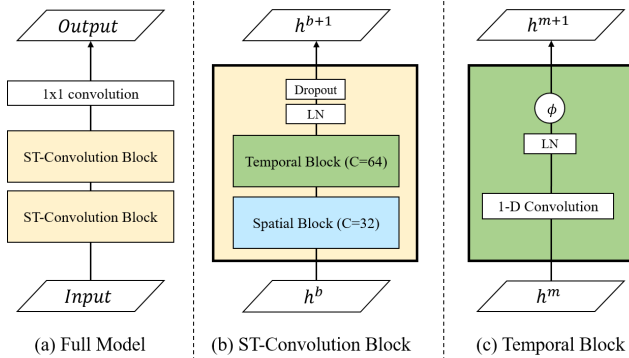 Output
1x1 convolution
ST-Convolution Block
ST-Convolution Block
Input
(a) Full Model
h^{b+1}
Dropout
LN
Temporal Block (C=64)
Spatial Block (C=32)
h^b
(b) ST-Convolution Block
h^{m+1}
ϕ
LN
1-D Convolution
h^m
(c) Temporal Block